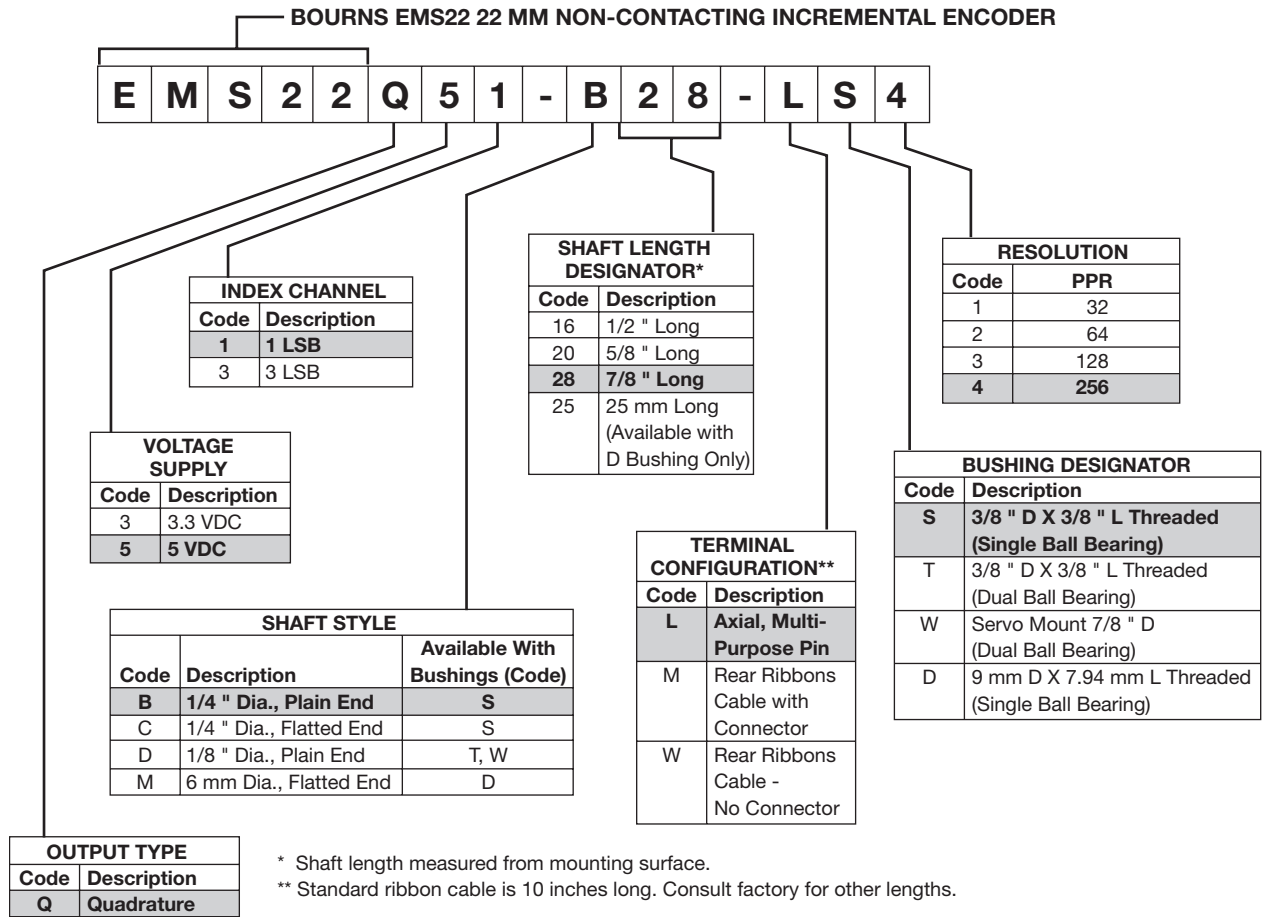 BOURNS EMS22 22 MM NON-CONTACTING INCREMENTAL ENCODER
E M S 2 2 Q 5 1 - B 2 8 - L S 4
INDEX CHANNEL
Code Description
1 1 LSB
3 3 LSB
VOLTAGE
SUPPLY
Code Description
3 3.3 VDC
5 5 VDC
SHAFT LENGTH
DESIGNATOR*
Code Description
16 1/2 " Long
20 5/8 " Long
28 7/8 " Long
25 25 mm Long
(Available with
D Bushing Only)
RESOLUTION
Code PPR
1 32
2 64
3 128
4 256
BUSHING DESIGNATOR
Code Description
S 3/8 " D X 3/8 " L Threaded
(Single Ball Bearing)
T 3/8 " D X 3/8 " L Threaded
(Dual Ball Bearing)
W Servo Mount 7/8 " D
(Dual Ball Bearing)
D 9 mm D X 7.94 mm L Threaded
(Single Ball Bearing)
TERMINAL
CONFIGURATION**
Code Description
L Axial, Multi-
Purpose Pin
M Rear Ribbons
Cable with
Connector
W Rear Ribbons
Cable -
No Connector
SHAFT STYLE
Available With
Code Description Bushings (Code)
B 1/4 " Dia., Plain End S
C 1/4 " Dia., Flatted End S
D 1/8 " Dia., Plain End T, W
M 6 mm Dia., Flatted End D
OUTPUT TYPE
Code Description
Q Quadrature
* Shaft length measured from mounting surface.
** Standard ribbon cable is 10 inches long. Consult factory for other lengths.